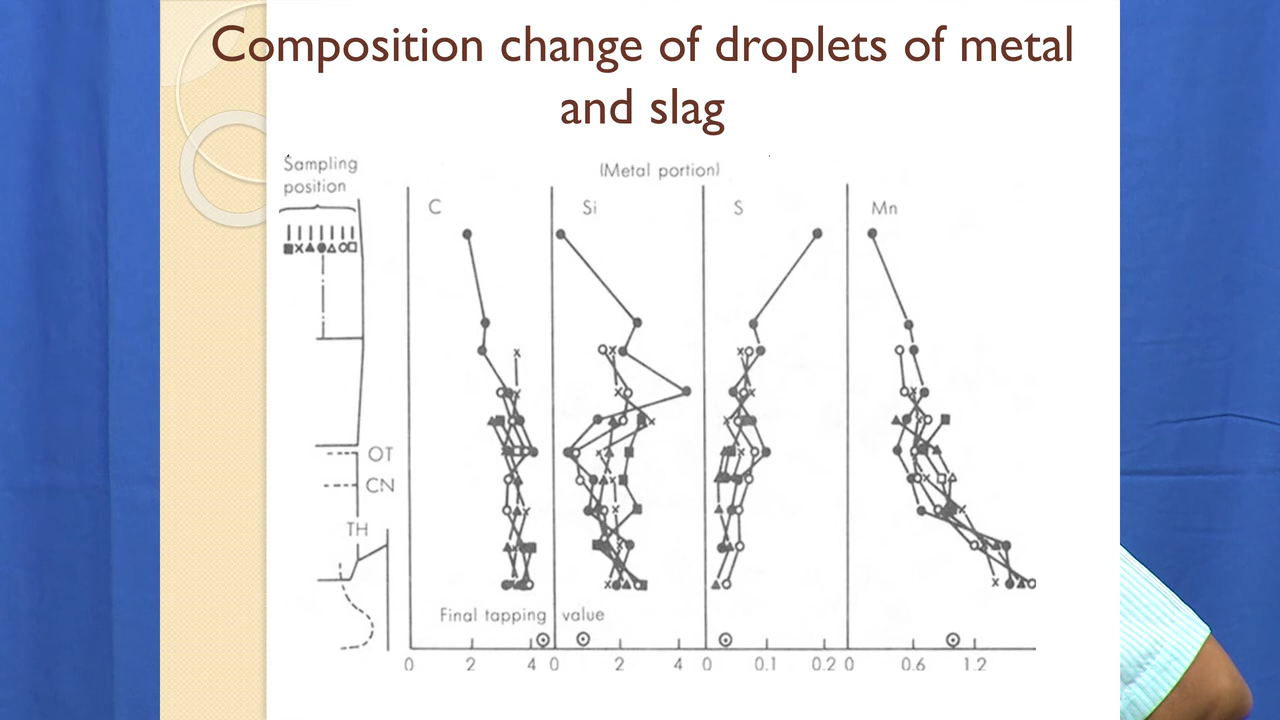 Composition change of droplets of metal
and slag
Sampling
position
(Metal portion)
C
Si
S
Mn
OT
CN
TH
Final tapping value
0 2 4 0 2 4 0 0.1 0.2 0 0.6 1.2